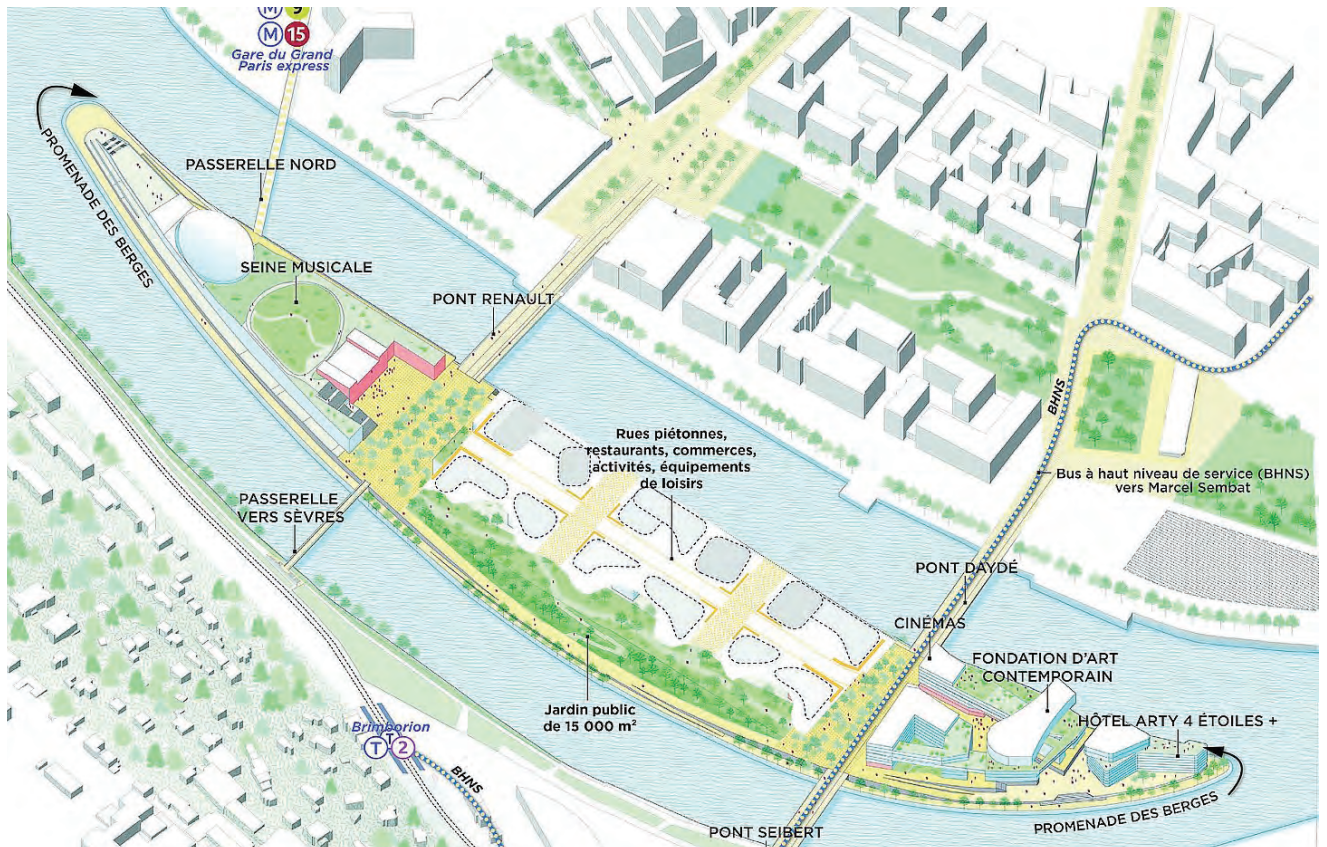 M 9
M 15
Gare du Grand
Paris express
PROMENADE DES BERGES
PASSERELLE NORD
SEINE MUSICALE
PONT RENAULT
Rues piétonnes,
restaurants, commerces,
activités, équipements
de loisirs
BHNS
Bus à haut niveau de service (BHNS)
vers Marcel Sembat
PASSERELLE
VERS SÈVRES
PONT DAYDÉ
CINÉMAS
FONDATION D'ART
CONTEMPORAIN
Jardin public
de 15 000 m²
HÔTEL ARTY 4 ÉTOILES +
Brimborion
T T 2
BHNS
PROMENADE DES BERGES
PONT SEIBERT